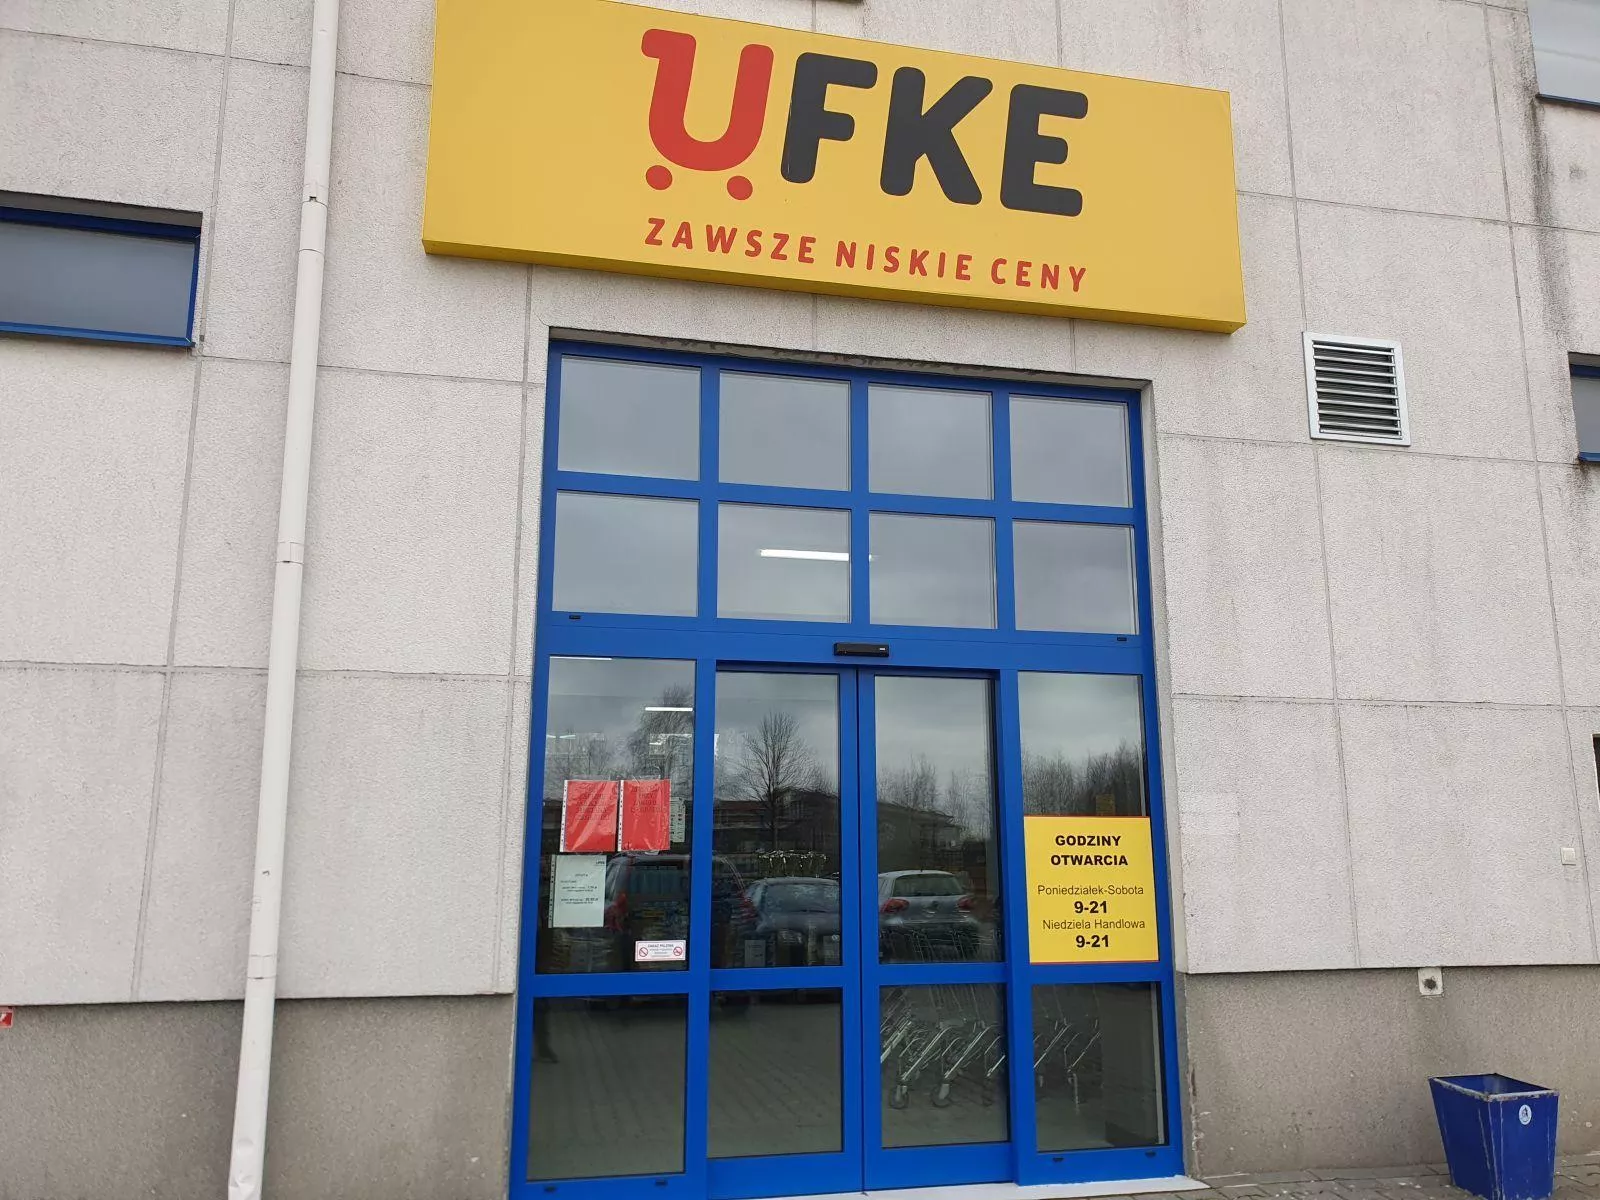 UFKE
ZAWSZE NISKIE CENY
GODZINY
OTWARCIA
Poniedziałek-Sobota
9-21
Niedziela Handlowa
9-21